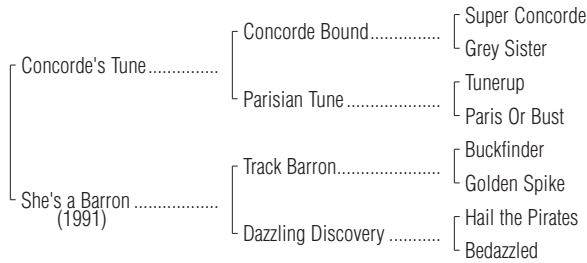 Super Concorde
Concorde Bound...............
Grey Sister
Concorde's Tune ...............
Tunerup
Parisian Tune ....................
Paris Or Bust
Buckfinder
Track Barron......................
Golden Spike
She's a Barron ..................
(1991)
Hail the Pirates
Dazzling Discovery ...........
Bedazzled